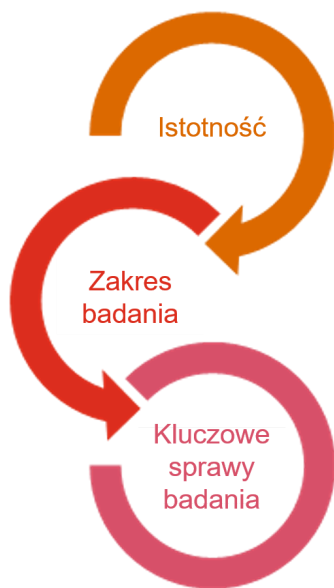 Istotność
Zakres
badania
Kluczowe
sprawy
badania